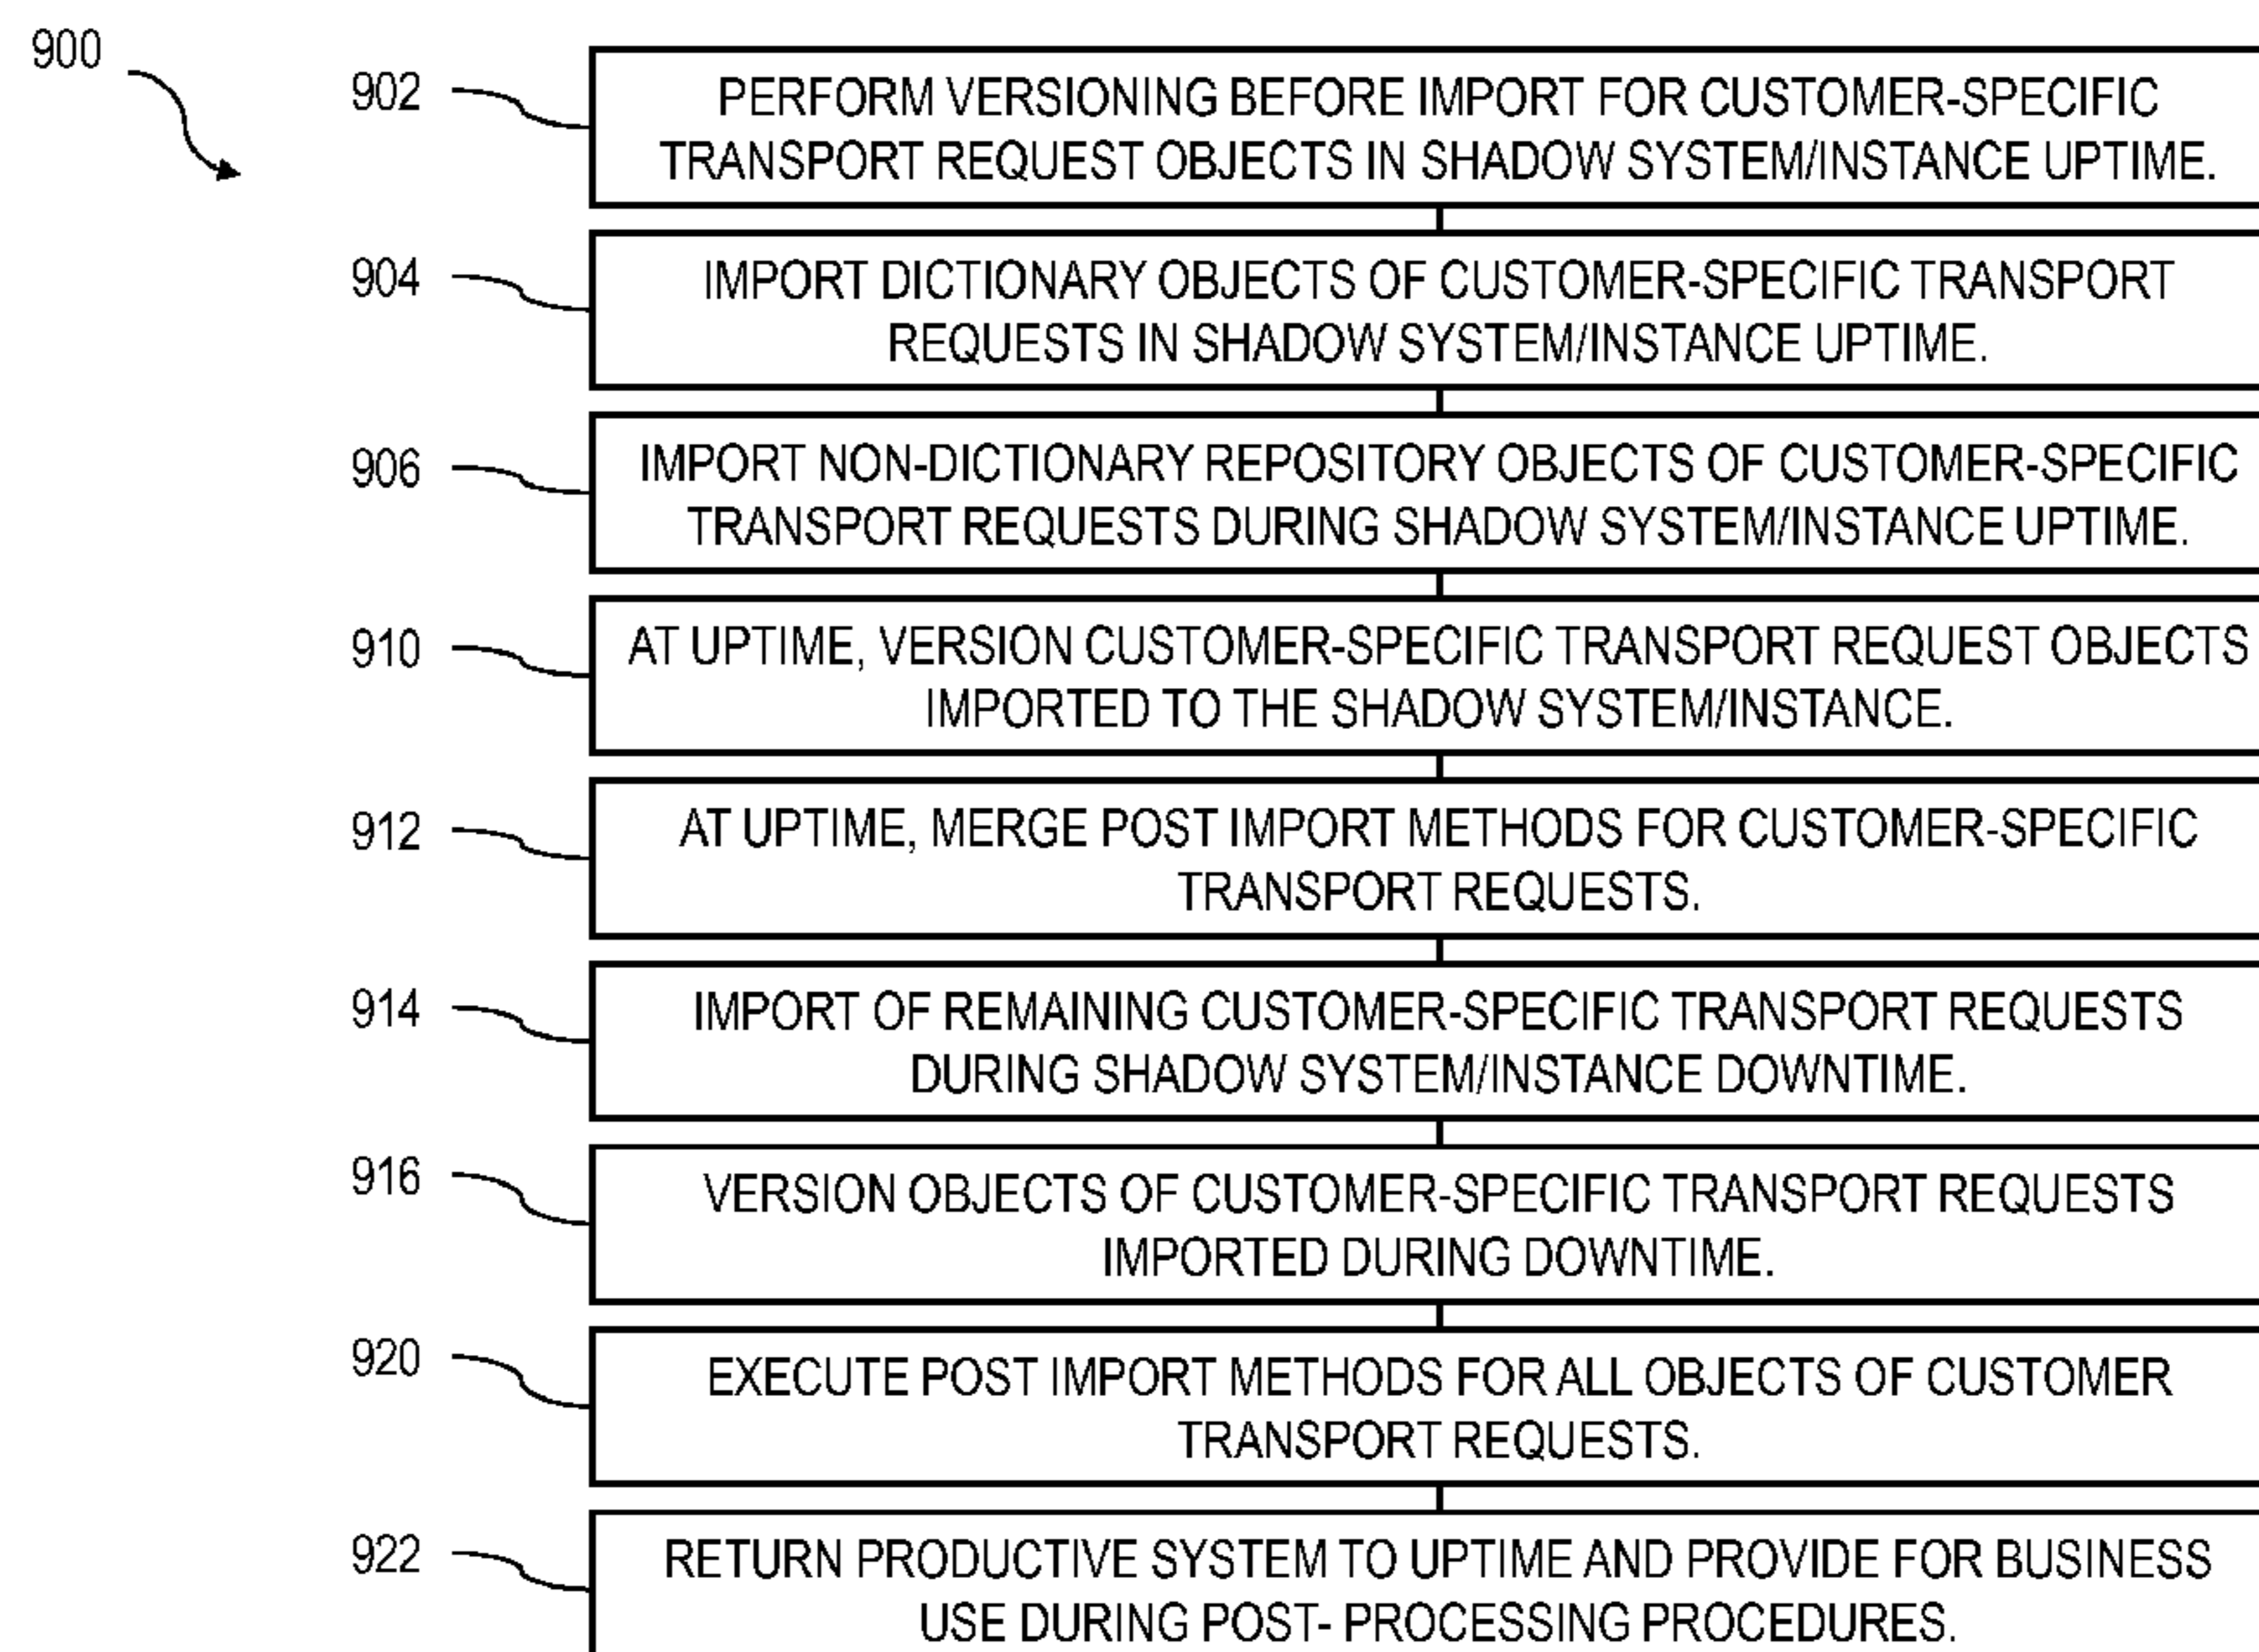 900
902
PERFORM VERSIONING BEFORE IMPORT FOR CUSTOMER-SPECIFIC
TRANSPORT REQUEST OBJECTS IN SHADOW SYSTEM/INSTANCE UPTIME.
904
IMPORT DICTIONARY OBJECTS OF CUSTOMER-SPECIFIC TRANSPORT
REQUESTS IN SHADOW SYSTEM/INSTANCE UPTIME.
906
IMPORT NON-DICTIONARY REPOSITORY OBJECTS OF CUSTOMER-SPECIFIC
TRANSPORT REQUESTS DURING SHADOW SYSTEM/INSTANCE UPTIME.
910
AT UPTIME, VERSION CUSTOMER-SPECIFIC TRANSPORT REQUEST OBJECTS
IMPORTED TO THE SHADOW SYSTEM/INSTANCE.
912
AT UPTIME, MERGE POST IMPORT METHODS FOR CUSTOMER-SPECIFIC
TRANSPORT REQUESTS.
914
IMPORT OF REMAINING CUSTOMER-SPECIFIC TRANSPORT REQUESTS
DURING SHADOW SYSTEM/INSTANCE DOWNTIME.
916
VERSION OBJECTS OF CUSTOMER-SPECIFIC TRANSPORT REQUESTS
IMPORTED DURING DOWNTIME.
920
EXECUTE POST IMPORT METHODS FOR ALL OBJECTS OF CUSTOMER
TRANSPORT REQUESTS.
922
RETURN PRODUCTIVE SYSTEM TO UPTIME AND PROVIDE FOR BUSINESS
USE DURING POST- PROCESSING PROCEDURES.